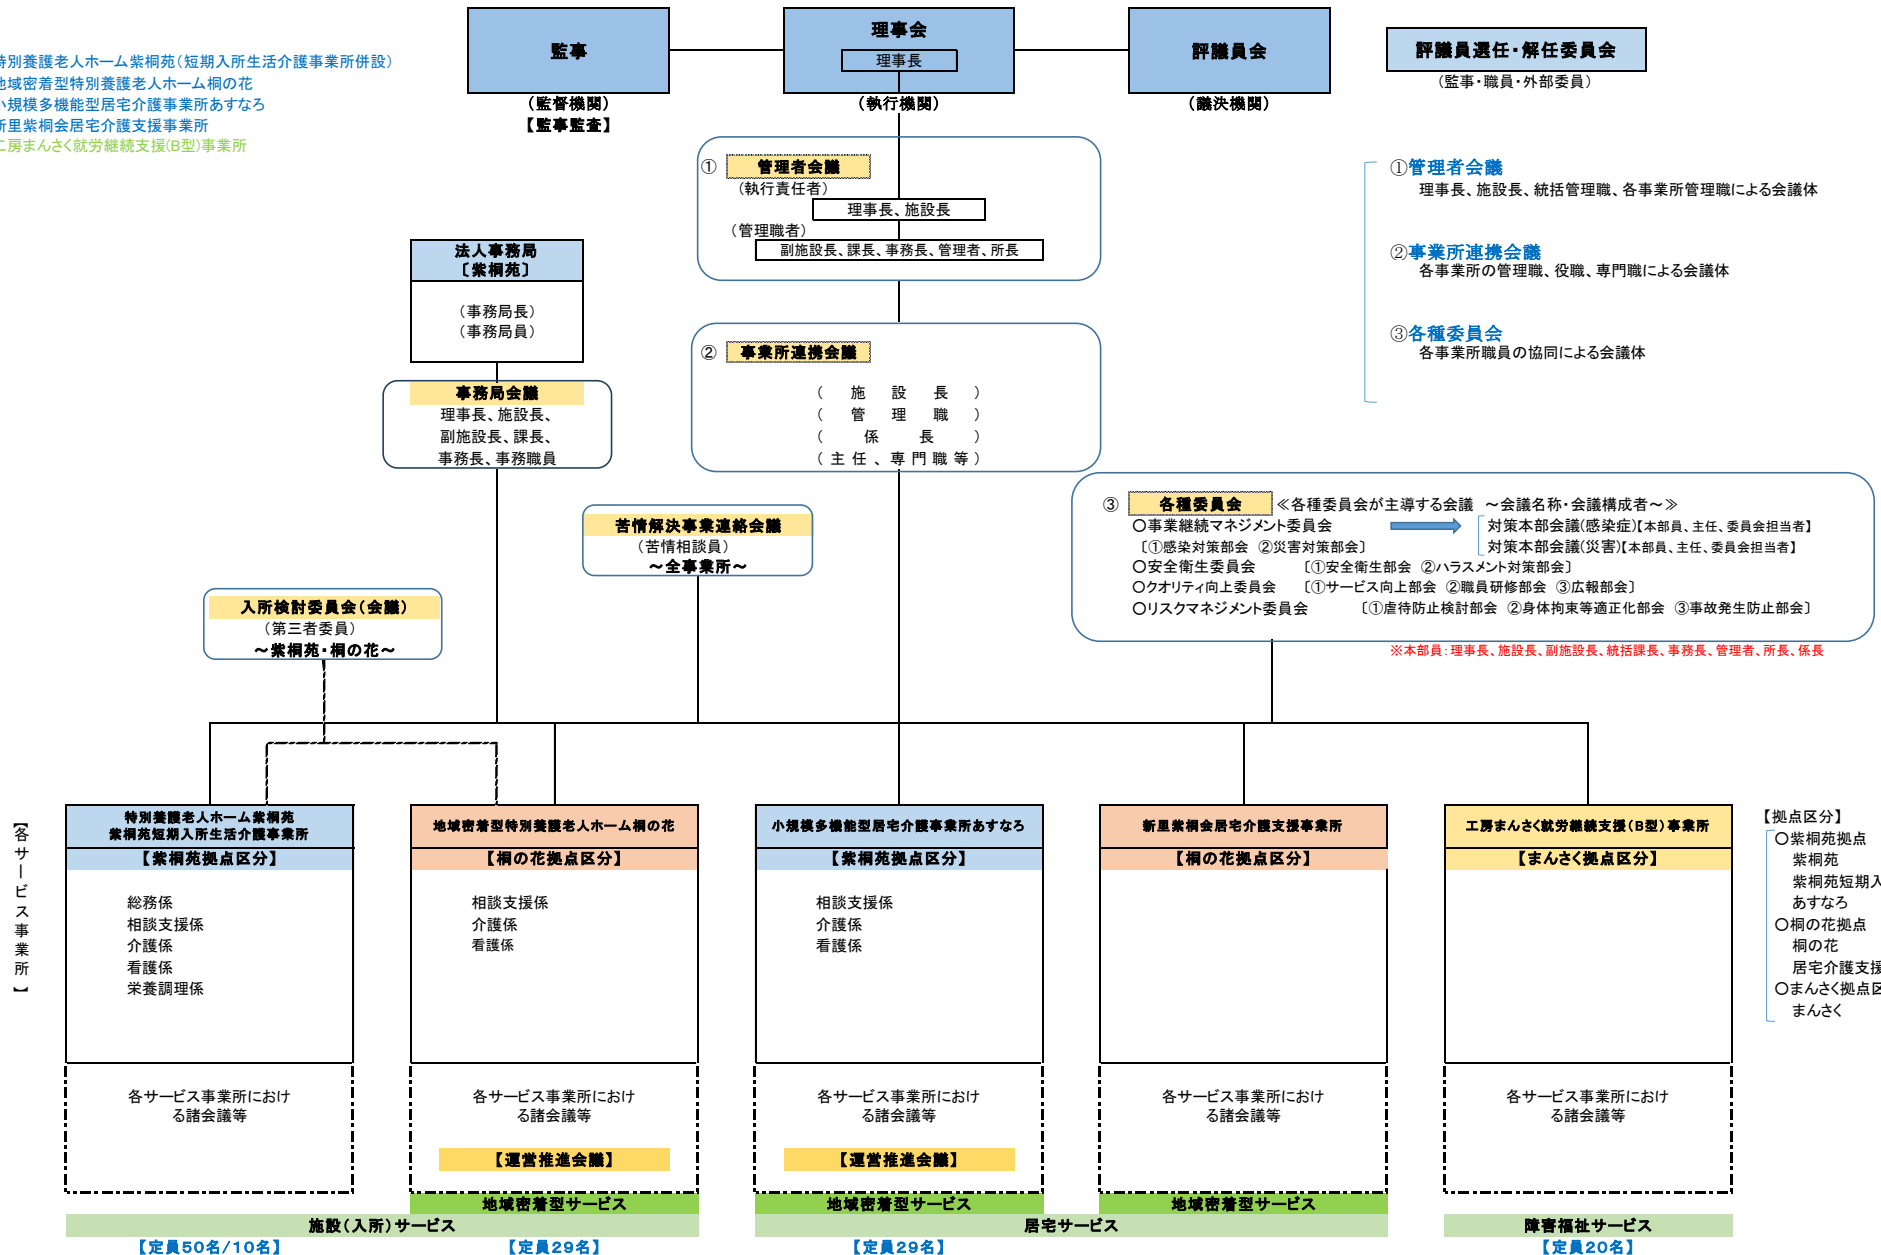 監事
理事会
理事長
評議員会
評議員選任・解任委員会
(監事・職員・外部委員)
(監督機関)
【監事監査】
(執行機関)
(議決機関)
特別養護老人ホーム紫桐苑(短期入所生活介護事業所併設)
地域密着型特別養護老人ホーム桐の花
小規模多機能型居宅介護事業所あすなろ
新里紫桐会居宅介護支援事業所
工房まんさく就労継続支援(B型)事業所
① 管理者会議
(執行責任者)
理事長、施設長
(管理職者)
副施設長、課長、事務長、管理者、所長
①管理者会議
理事長、施設長、統括管理職、各事業所管理職による会議体
②事業所連携会議
各事業所の管理職、役職、専門職による会議体
③各種委員会
各事業所職員の協同による会議体
法人事務局
〔紫桐苑〕
(事務局長)
(事務局員)
事務局会議
理事長、施設長、
副施設長、課長、
事務長、事務職員
② 事業所連携会議
( 施 設 長 )
( 管 理 職 )
( 係 長 )
(主任、専門職等)
苦情解決事業連絡会議
(苦情相談員)
~全事業所~
入所検討委員会(会議)
(第三者委員)
~紫桐苑・桐の花~
③ 各種委員会 ≪各種委員会が主導する会議 ~会議名称・会議構成者~≫
○事業継続マネジメント委員会 対策本部会議(感染症)【本部員、主任、委員会担当者】
〔①感染対策部会 ②災害対策部会〕 対策本部会議(災害)【本部員、主任、委員会担当者】
○安全衛生委員会 〔①安全衛生部会 ②ハラスメント対策部会〕
○クオリティ向上委員会 〔①サービス向上部会 ②職員研修部会 ③広報部会〕
○リスクマネジメント委員会 〔①虐待防止検討部会 ②身体拘束等適正化部会 ③事故発生防止部会〕
※本部員:理事長、施設長、副施設長、統括課長、事務長、管理者、所長、係長
【各サービス事業所】
特別養護老人ホーム紫桐苑
紫桐苑短期入所生活介護事業所
【紫桐苑拠点区分】
総務係
相談支援係
介護係
看護係
栄養調理係
各サービス事業所におけ
る諸会議等
地域密着型特別養護老人ホーム桐の花
【桐の花拠点区分】
相談支援係
介護係
看護係
各サービス事業所におけ
る諸会議等
【運営推進会議】
地域密着型サービス
小規模多機能型居宅介護事業所あすなろ
【紫桐苑拠点区分】
相談支援係
介護係
看護係
各サービス事業所におけ
る諸会議等
【運営推進会議】
地域密着型サービス
新里紫桐会居宅介護支援事業所
【桐の花拠点区分】
各サービス事業所におけ
る諸会議等
地域密着型サービス
工房まんさく就労継続支援(B型)事業所
【まんさく拠点区分】
各サービス事業所におけ
る諸会議等
【拠点区分】
○紫桐苑拠点
紫桐苑
紫桐苑短期入
あすなろ
○桐の花拠点
桐の花
居宅介護支援
○まんさく拠点区
まんさく
施設(入所)サービス
居宅サービス
障害福祉サービス
【定員50名/10名】
【定員29名】
【定員29名】
【定員20名】